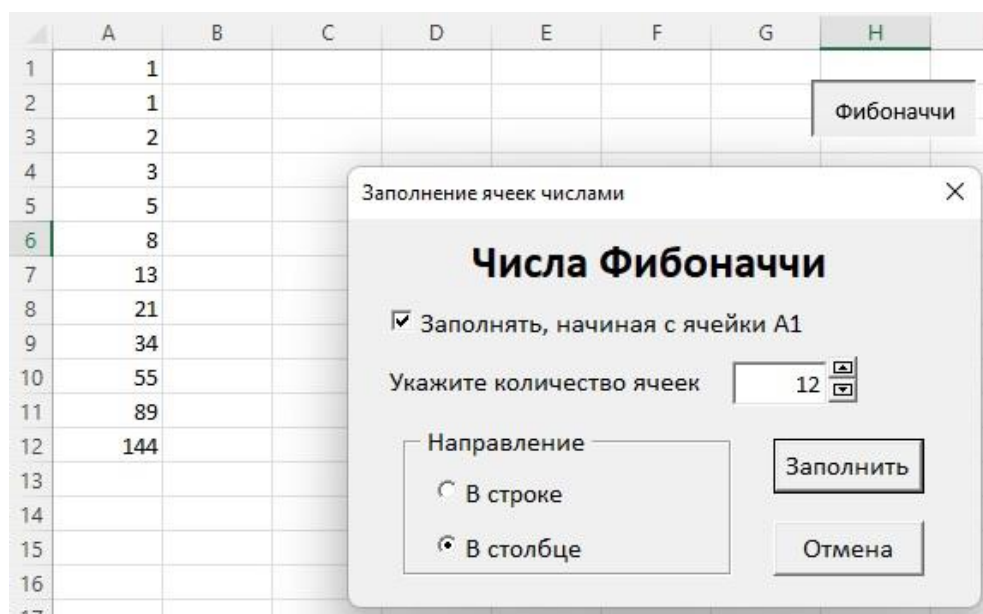 A B C D E F G H
1 1
2 1 Фибоначчи
3 2
4 3
5 5 Заполнение ячеек числами
6 8
7 13 Числа Фибоначчи
8 21 Заполнять, начиная с ячейки A1
9 34
10 55 Укажите количество ячеек 12
11 89
12 144 Направление
13 Заполнить
14 В строке
15 В столбце Отмена
16
17